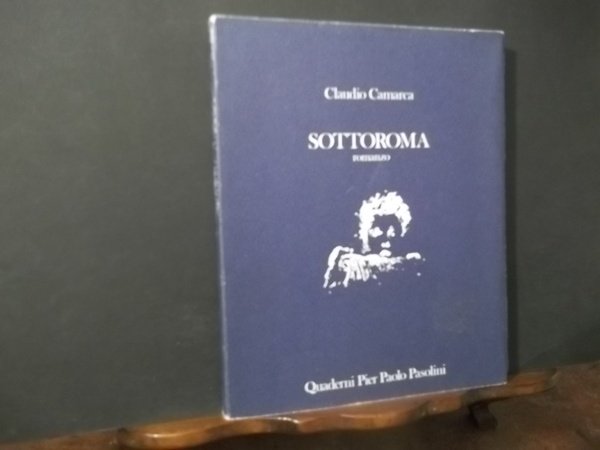 Claudio Camarca
SOTTOROMA
romanzo
Quaderni Pier Paolo Pasolini